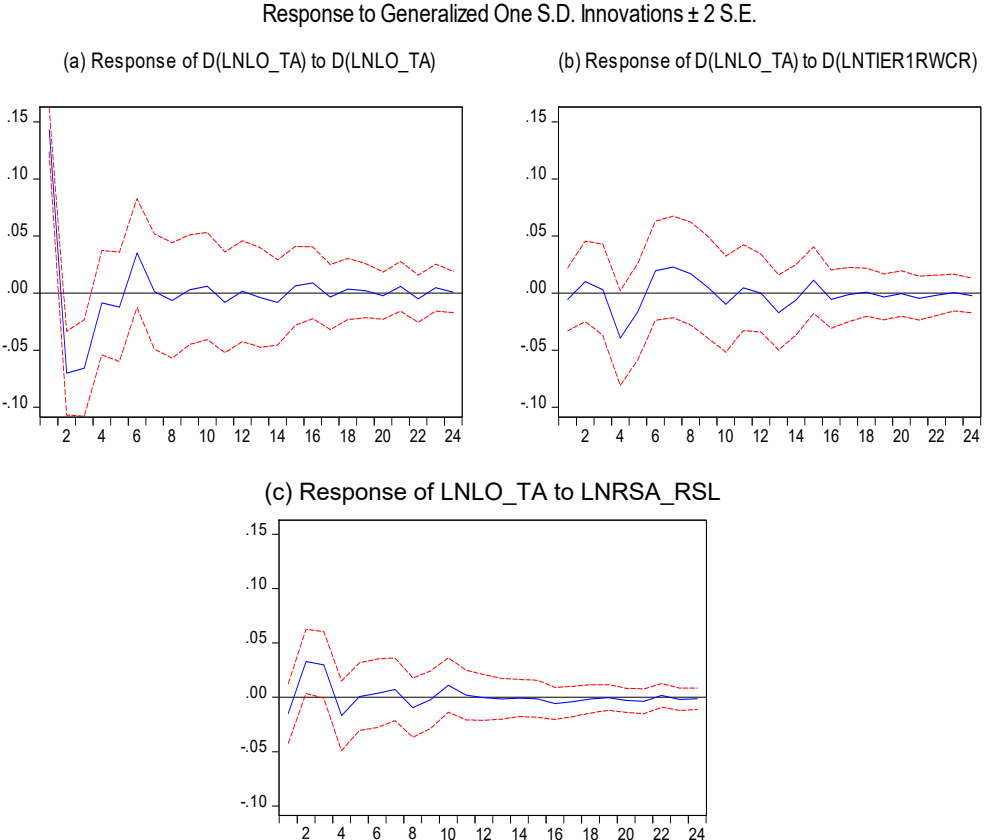 Response to Generalized One S.D. Innovations ± 2 S.E.
(a) Response of D(LNLO_TA) to D(LNLO_TA)
.15
.10
.05
.00
-.05
-.10
2 4 6 8 10 12 14 16 18 20 22 24
(b) Response of D(LNLO_TA) to D(LNTIER1RWCR)
.15
.10
.05
.00
-.05
-.10
2 4 6 8 10 12 14 16 18 20 22 24
(c) Response of LNLO_TA to LNRSA_RSL
.15
.10
.05
.00
-.05
-.10
2 4 6 8 10 12 14 16 18 20 22 24